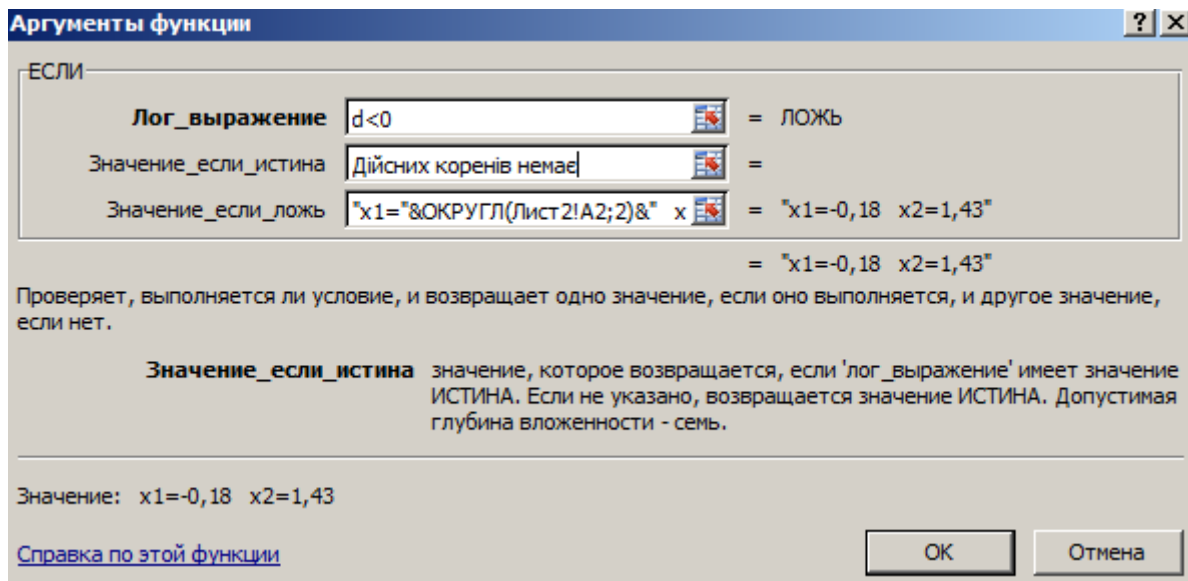 Аргументы функции
ЕСЛИ
Лог_выражение d<0 = ЛОЖЬ
Значение_если_истина Дійсних коренів немає =
Значение_если_ложь "x1="&ОКРУГЛ(Лист2!A2;2)&"   x = "x1=-0,18   x2=1,43"
= "x1=-0,18   x2=1,43"
Проверяет, выполняется ли условие, и возвращает одно значение, если оно выполняется, и другое значение,
если нет.
Значение_если_истина значение, которое возвращается, если 'лог_выражение' имеет значение
ИСТИНА. Если не указано, возвращается значение ИСТИНА. Допустимая
глубина вложенности - семь.
Значение:   x1=-0,18   x2=1,43
Справка по этой функции OK Отмена